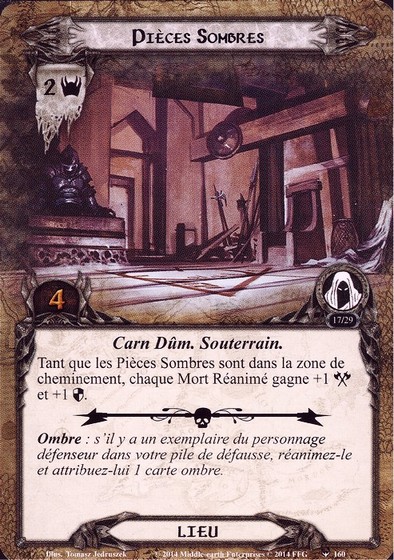 Pièces Sombres
2
4
17/29
Carn Dûm. Souterrain.
Tant que les Pièces Sombres sont dans la zone de
cheminement, chaque Mort Réanimé gagne +1
et +1 .
Ombre : s'il y a un exemplaire du personnage
défenseur dans votre pile de défausse, réanimez-le
et attribuez-lui 1 carte ombre.
LIEU
Illus. Tomasz Jedruszek © 2014 Middle-earth Enterprises © 2014 FFG 160